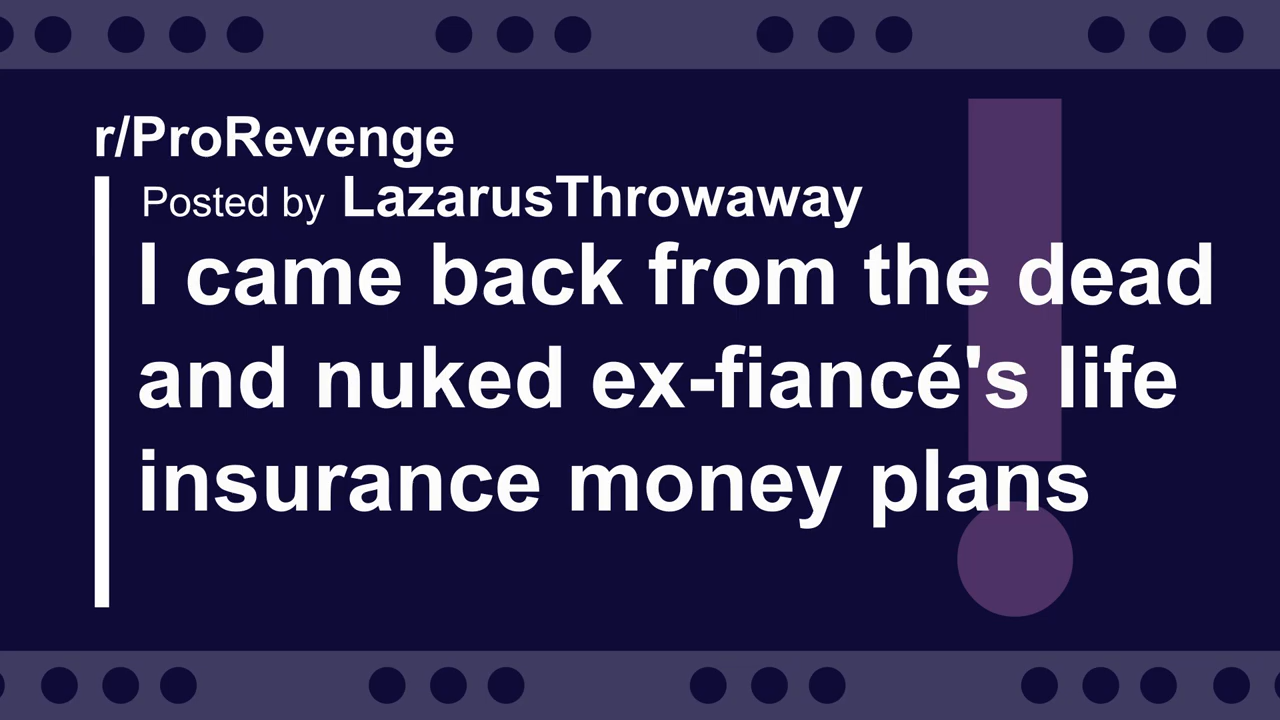 r/ProRevenge
Posted by LazarusThrowaway
I came back from the dead
and nuked ex-fiancé's life
insurance money plans